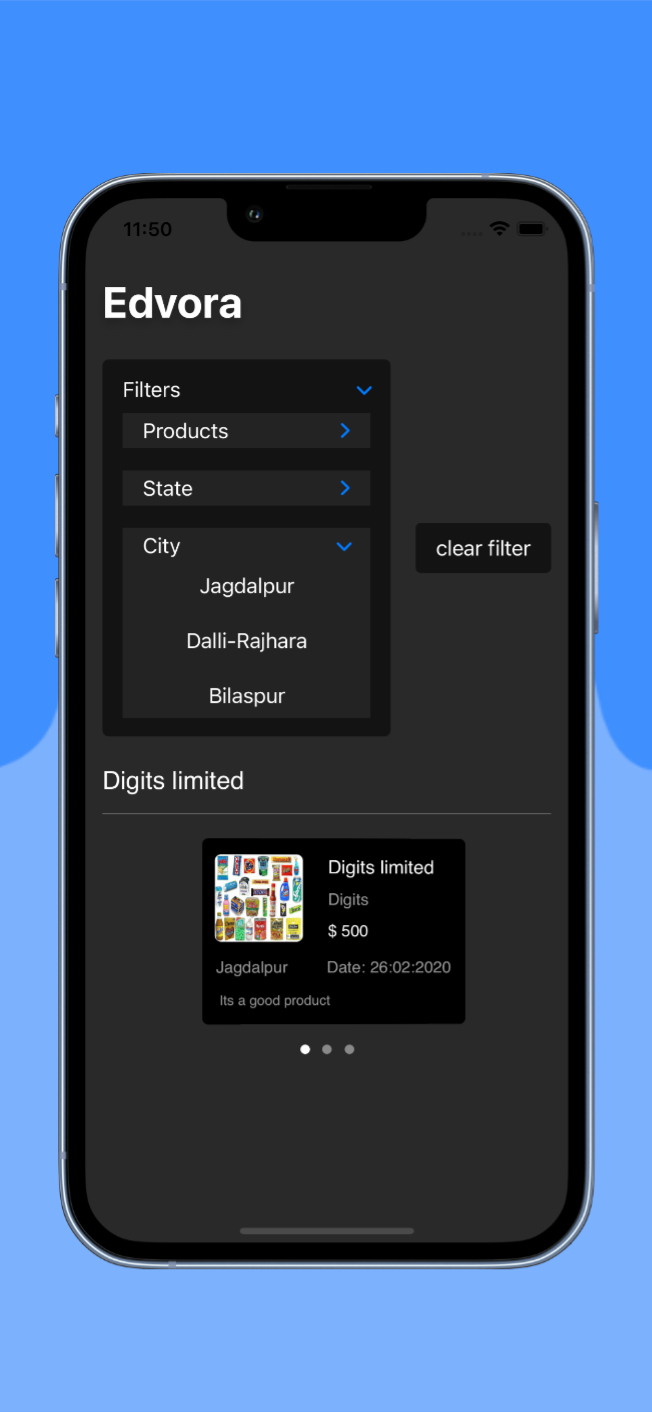 11:50
Edvora
Filters
Products
State
City
clear filter
Jagdalpur
Dalli-Rajhara
Bilaspur
Digits limited
Digits limited
Digits
$ 500
Jagdalpur
Date: 26:02:2020
Its a good product